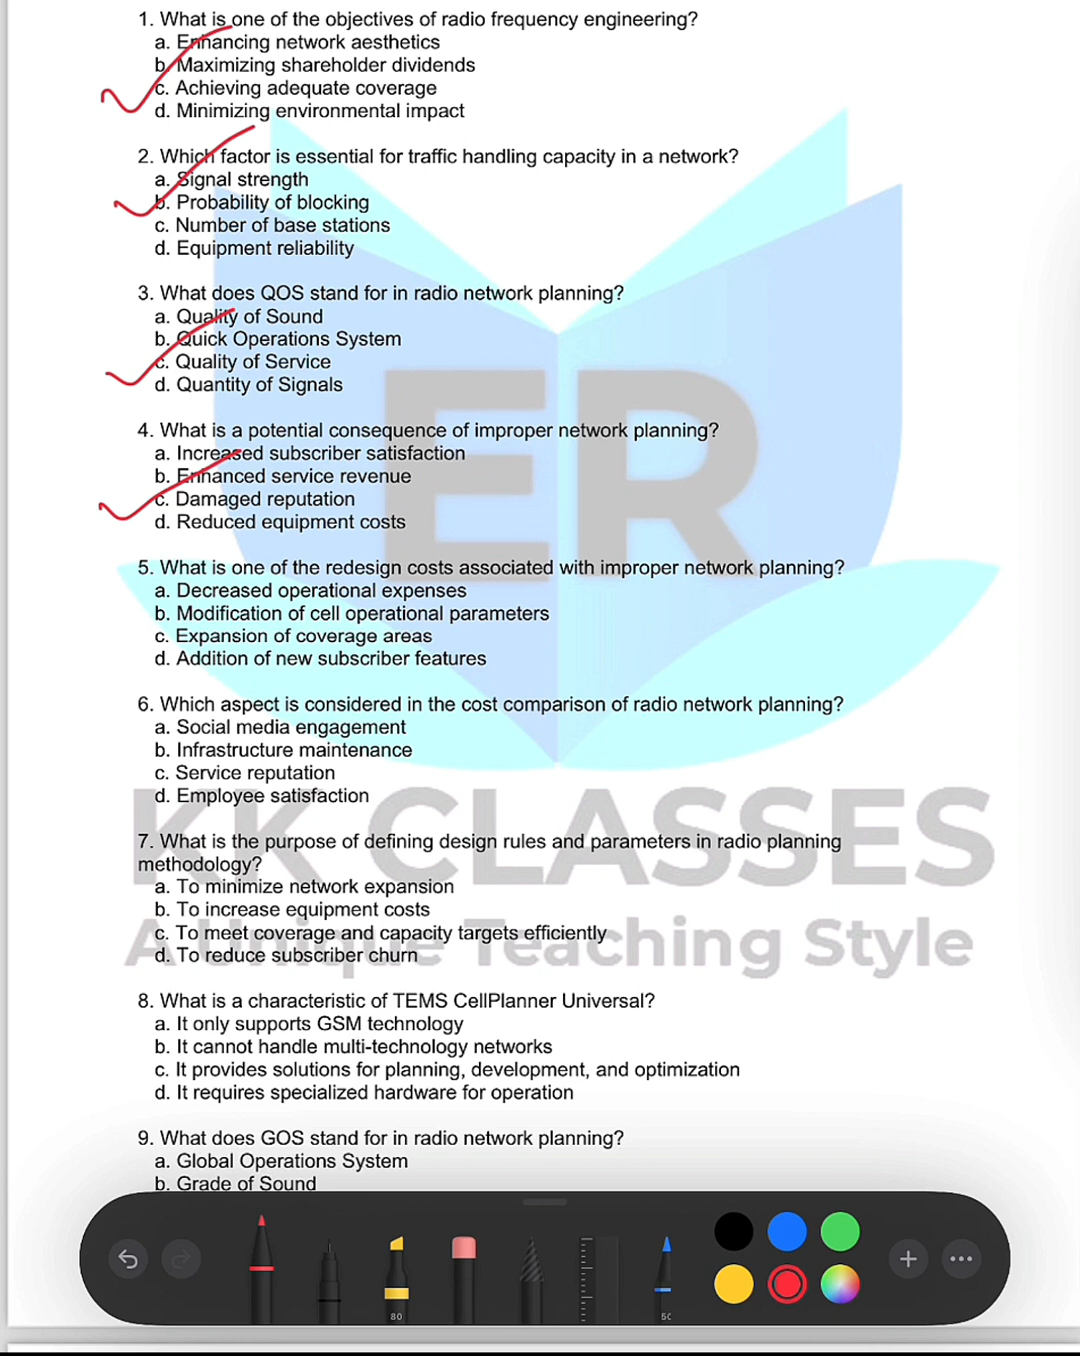 1. What is one of the objectives of radio frequency engineering?
a. Enhancing network aesthetics
b. Maximizing shareholder dividends
c. Achieving adequate coverage
d. Minimizing environmental impact
2. Which factor is essential for traffic handling capacity in a network?
a. Signal strength
b. Probability of blocking
c. Number of base stations
d. Equipment reliability
3. What does QOS stand for in radio network planning?
a. Quality of Sound
b. Quick Operations System
c. Quality of Service
d. Quantity of Signals
4. What is a potential consequence of improper network planning?
a. Increased subscriber satisfaction
b. Enhanced service revenue
c. Damaged reputation
d. Reduced equipment costs
ER
5. What is one of the redesign costs associated with improper network planning?
a. Decreased operational expenses
b. Modification of cell operational parameters
c. Expansion of coverage areas
d. Addition of new subscriber features
6. Which aspect is considered in the cost comparison of radio network planning?
a. Social media engagement
b. Infrastructure maintenance
c. Service reputation
d. Employee satisfaction
KK CLASSES
7. What is the purpose of defining design rules and parameters in radio planning
methodology?
a. To minimize network expansion
b. To increase equipment costs
c. To meet coverage and capacity targets efficiently
d. To reduce subscriber churn
A Unique Teaching Style
8. What is a characteristic of TEMS CellPlanner Universal?
a. It only supports GSM technology
b. It cannot handle multi-technology networks
c. It provides solutions for planning, development, and optimization
d. It requires specialized hardware for operation
9. What does GOS stand for in radio network planning?
a. Global Operations System
b. Grade of Sound
80
50